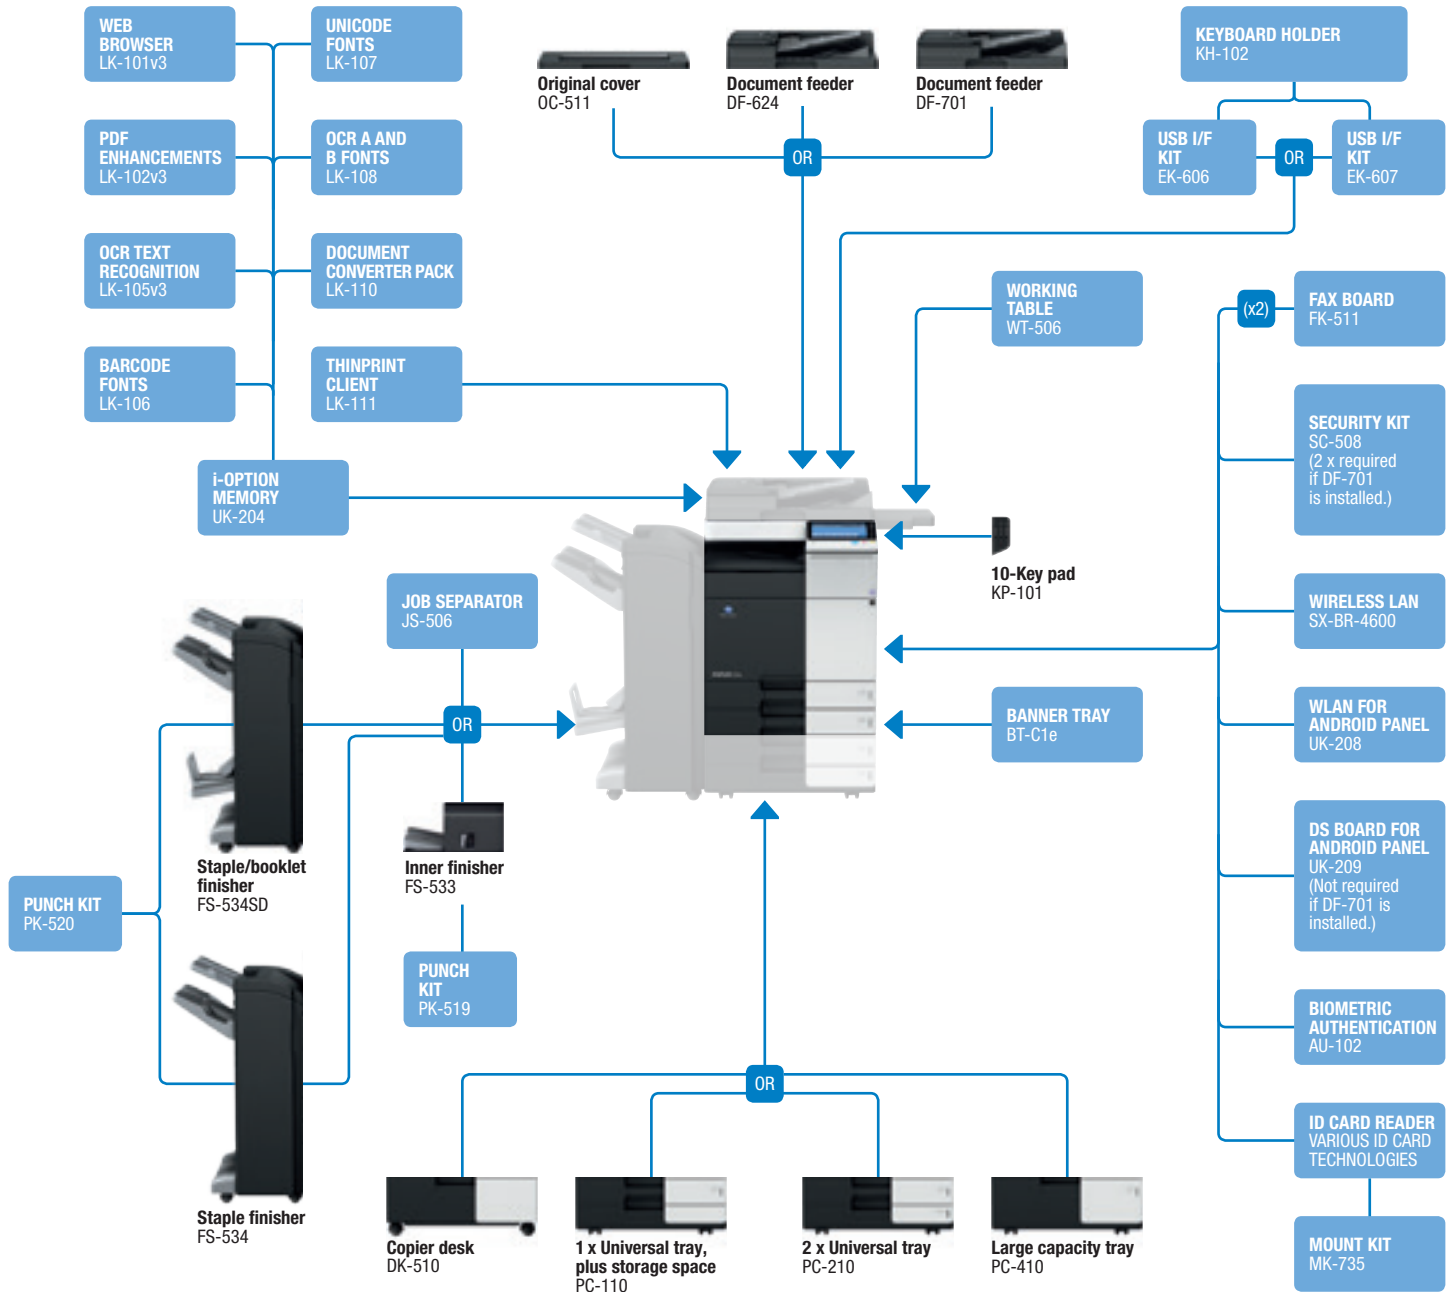 WEB
BROWSER
LK-101v3
UNICODE
FONTS
LK-107
PDF
ENHANCEMENTS
LK-102v3
OCR A AND
B FONTS
LK-108
OCR TEXT
RECOGNITION
LK-105v3
DOCUMENT
CONVERTER PACK
LK-110
BARCODE
FONTS
LK-106
THINPRINT
CLIENT
LK-111
i-OPTION
MEMORY
UK-204
Original cover
OC-511
Document feeder
DF-624
Document feeder
DF-701
OR
KEYBOARD HOLDER
KH-102
USB I/F
KIT
EK-606
OR
USB I/F
KIT
EK-607
WORKING
TABLE
WT-506
(x2)
FAX BOARD
FK-511
SECURITY KIT
SC-508
(2 x required
if DF-701
is installed.)
10-Key pad
KP-101
WIRELESS LAN
SX-BR-4600
BANNER TRAY
BT-C1e
WLAN FOR
ANDROID PANEL
UK-208
DS BOARD FOR
ANDROID PANEL
UK-209
(Not required
if DF-701 is
installed.)
BIOMETRIC
AUTHENTICATION
AU-102
ID CARD READER
VARIOUS ID CARD
TECHNOLOGIES
MOUNT KIT
MK-735
JOB SEPARATOR
JS-506
OR
Staple/booklet
finisher
FS-534SD
Inner finisher
FS-533
PUNCH KIT
PK-520
PUNCH
KIT
PK-519
Staple finisher
FS-534
OR
Copier desk
DK-510
1 x Universal tray,
plus storage space
PC-110
2 x Universal tray
PC-210
Large capacity tray
PC-410